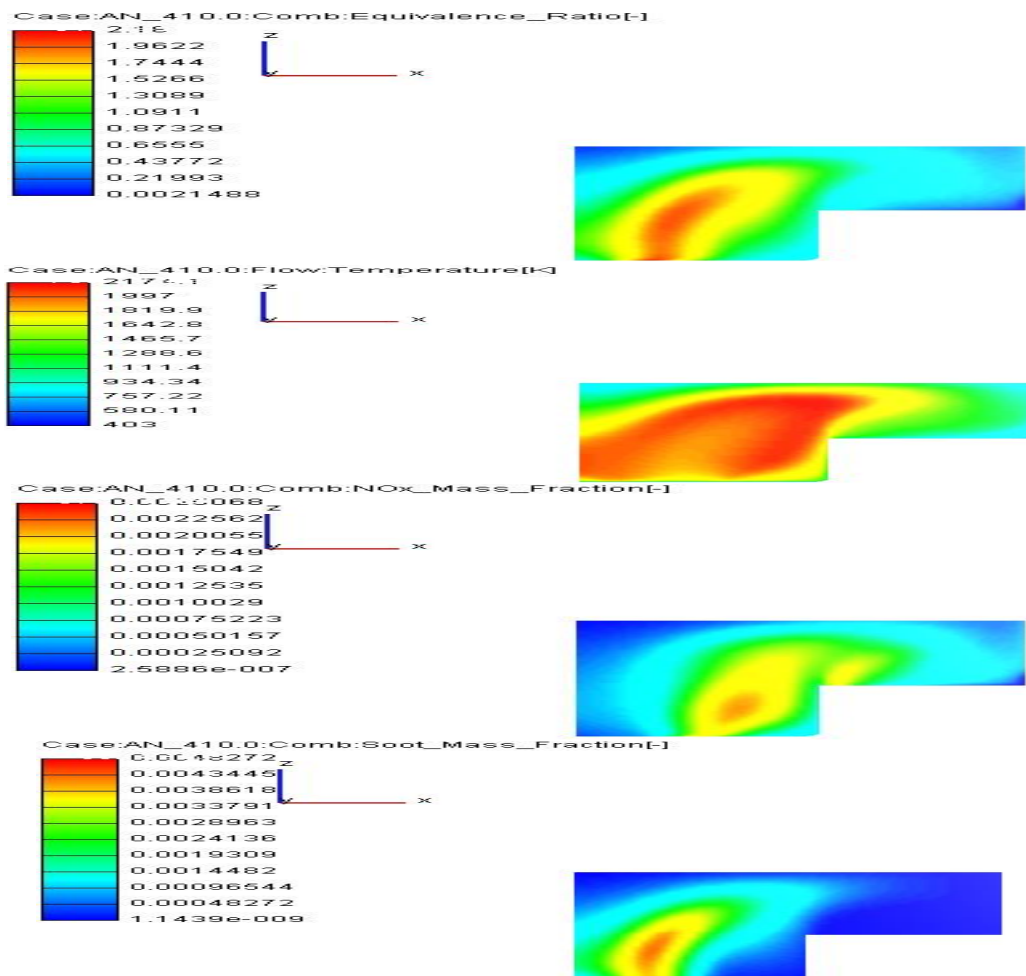 Case:AN_410.0:Comb:Equivalence_Ratio[-]
2.18
1.9622
1.7444
1.5266
1.3089
1.0911
0.87329
0.6555
0.43772
0.21993
0.0021488
z
x
Case:AN_410.0:Flow:Temperature[K]
1997
1819.9
1642.8
1465.7
1288.6
1111.4
934.34
757.22
580.11
403
z
x
Case:AN_410.0:Comb:NOx_Mass_Fraction[-]
0.0022562
0.0020055
0.0017549
0.0015042
0.0012535
0.0010029
0.00075223
0.00050157
0.00025092
2.5886e-007
z
x
Case:AN_410.0:Comb:Soot_Mass_Fraction[-]
0.0043445
0.0038618
0.0033791
0.0028963
0.0024136
0.0019309
0.0014482
0.00096544
0.00048272
1.1439e-009
z
x